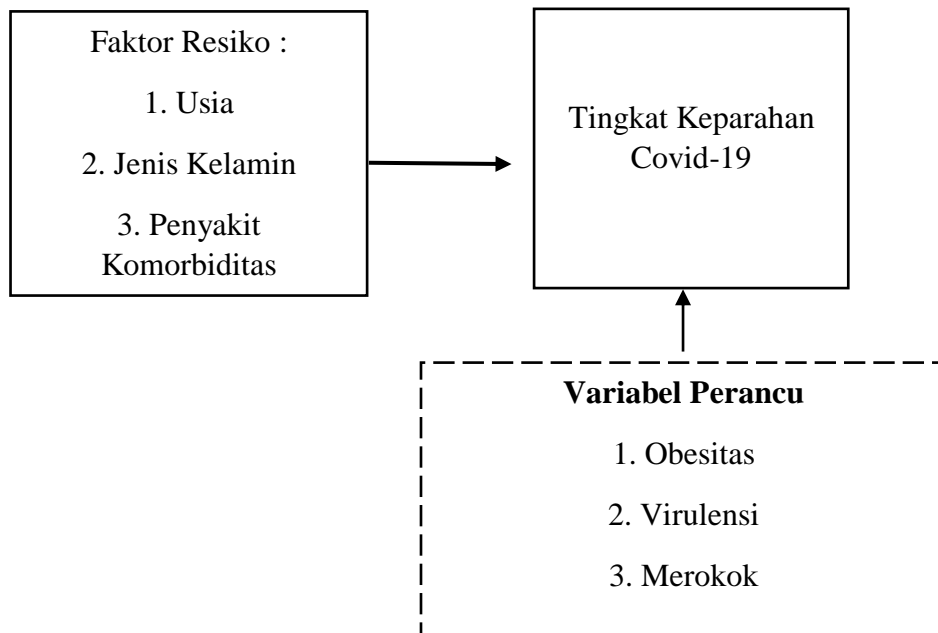 Faktor Resiko :
1. Usia
2. Jenis Kelamin
3. Penyakit
Komorbiditas
Tingkat Keparahan
Covid-19
Variabel Perancu
1. Obesitas
2. Virulensi
3. Merokok